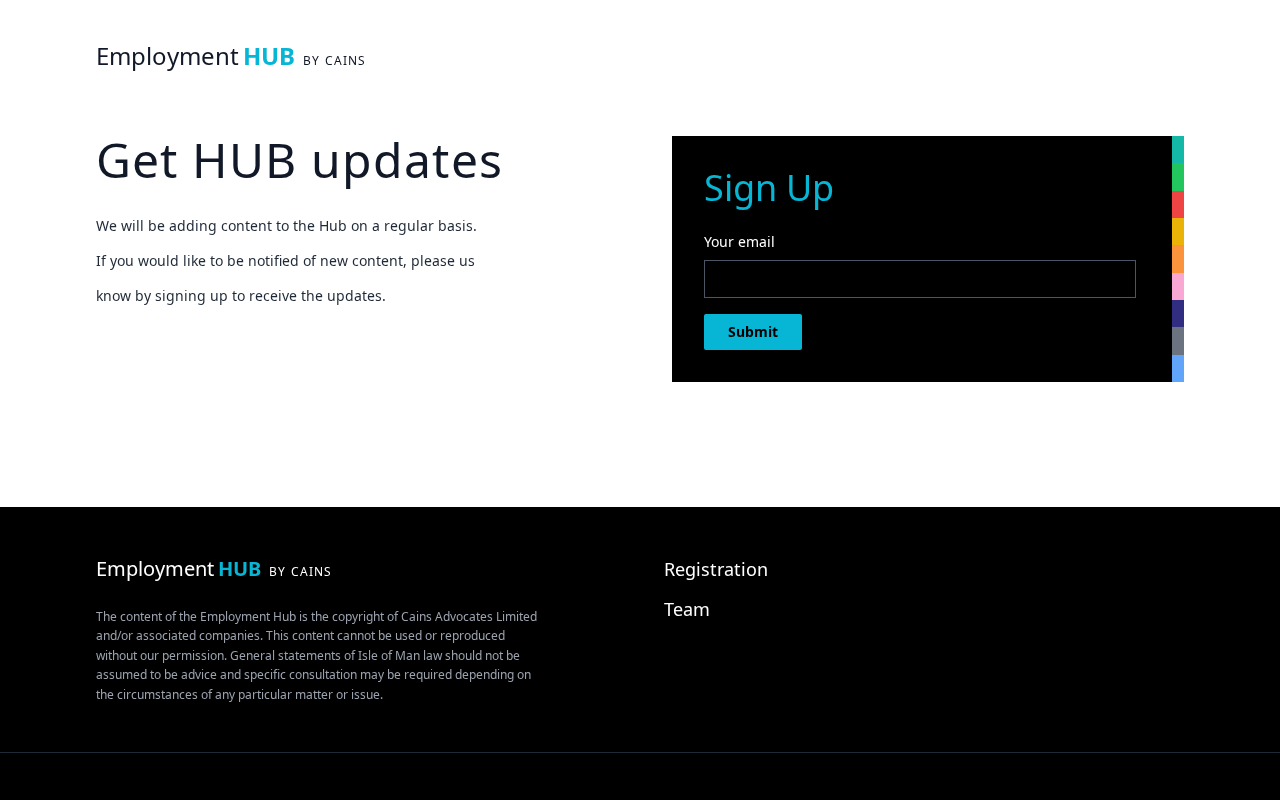 Employment HUB BY CAINS
Get HUB updates
We will be adding content to the Hub on a regular basis.
If you would like to be notified of new content, please us
know by signing up to receive the updates.
Sign Up
Your email
Submit
Employment HUB BY CAINS
The content of the Employment Hub is the copyright of Cains Advocates Limited
and/or associated companies. This content cannot be used or reproduced
without our permission. General statements of Isle of Man law should not be
assumed to be advice and specific consultation may be required depending on
the circumstances of any particular matter or issue.
Registration
Team